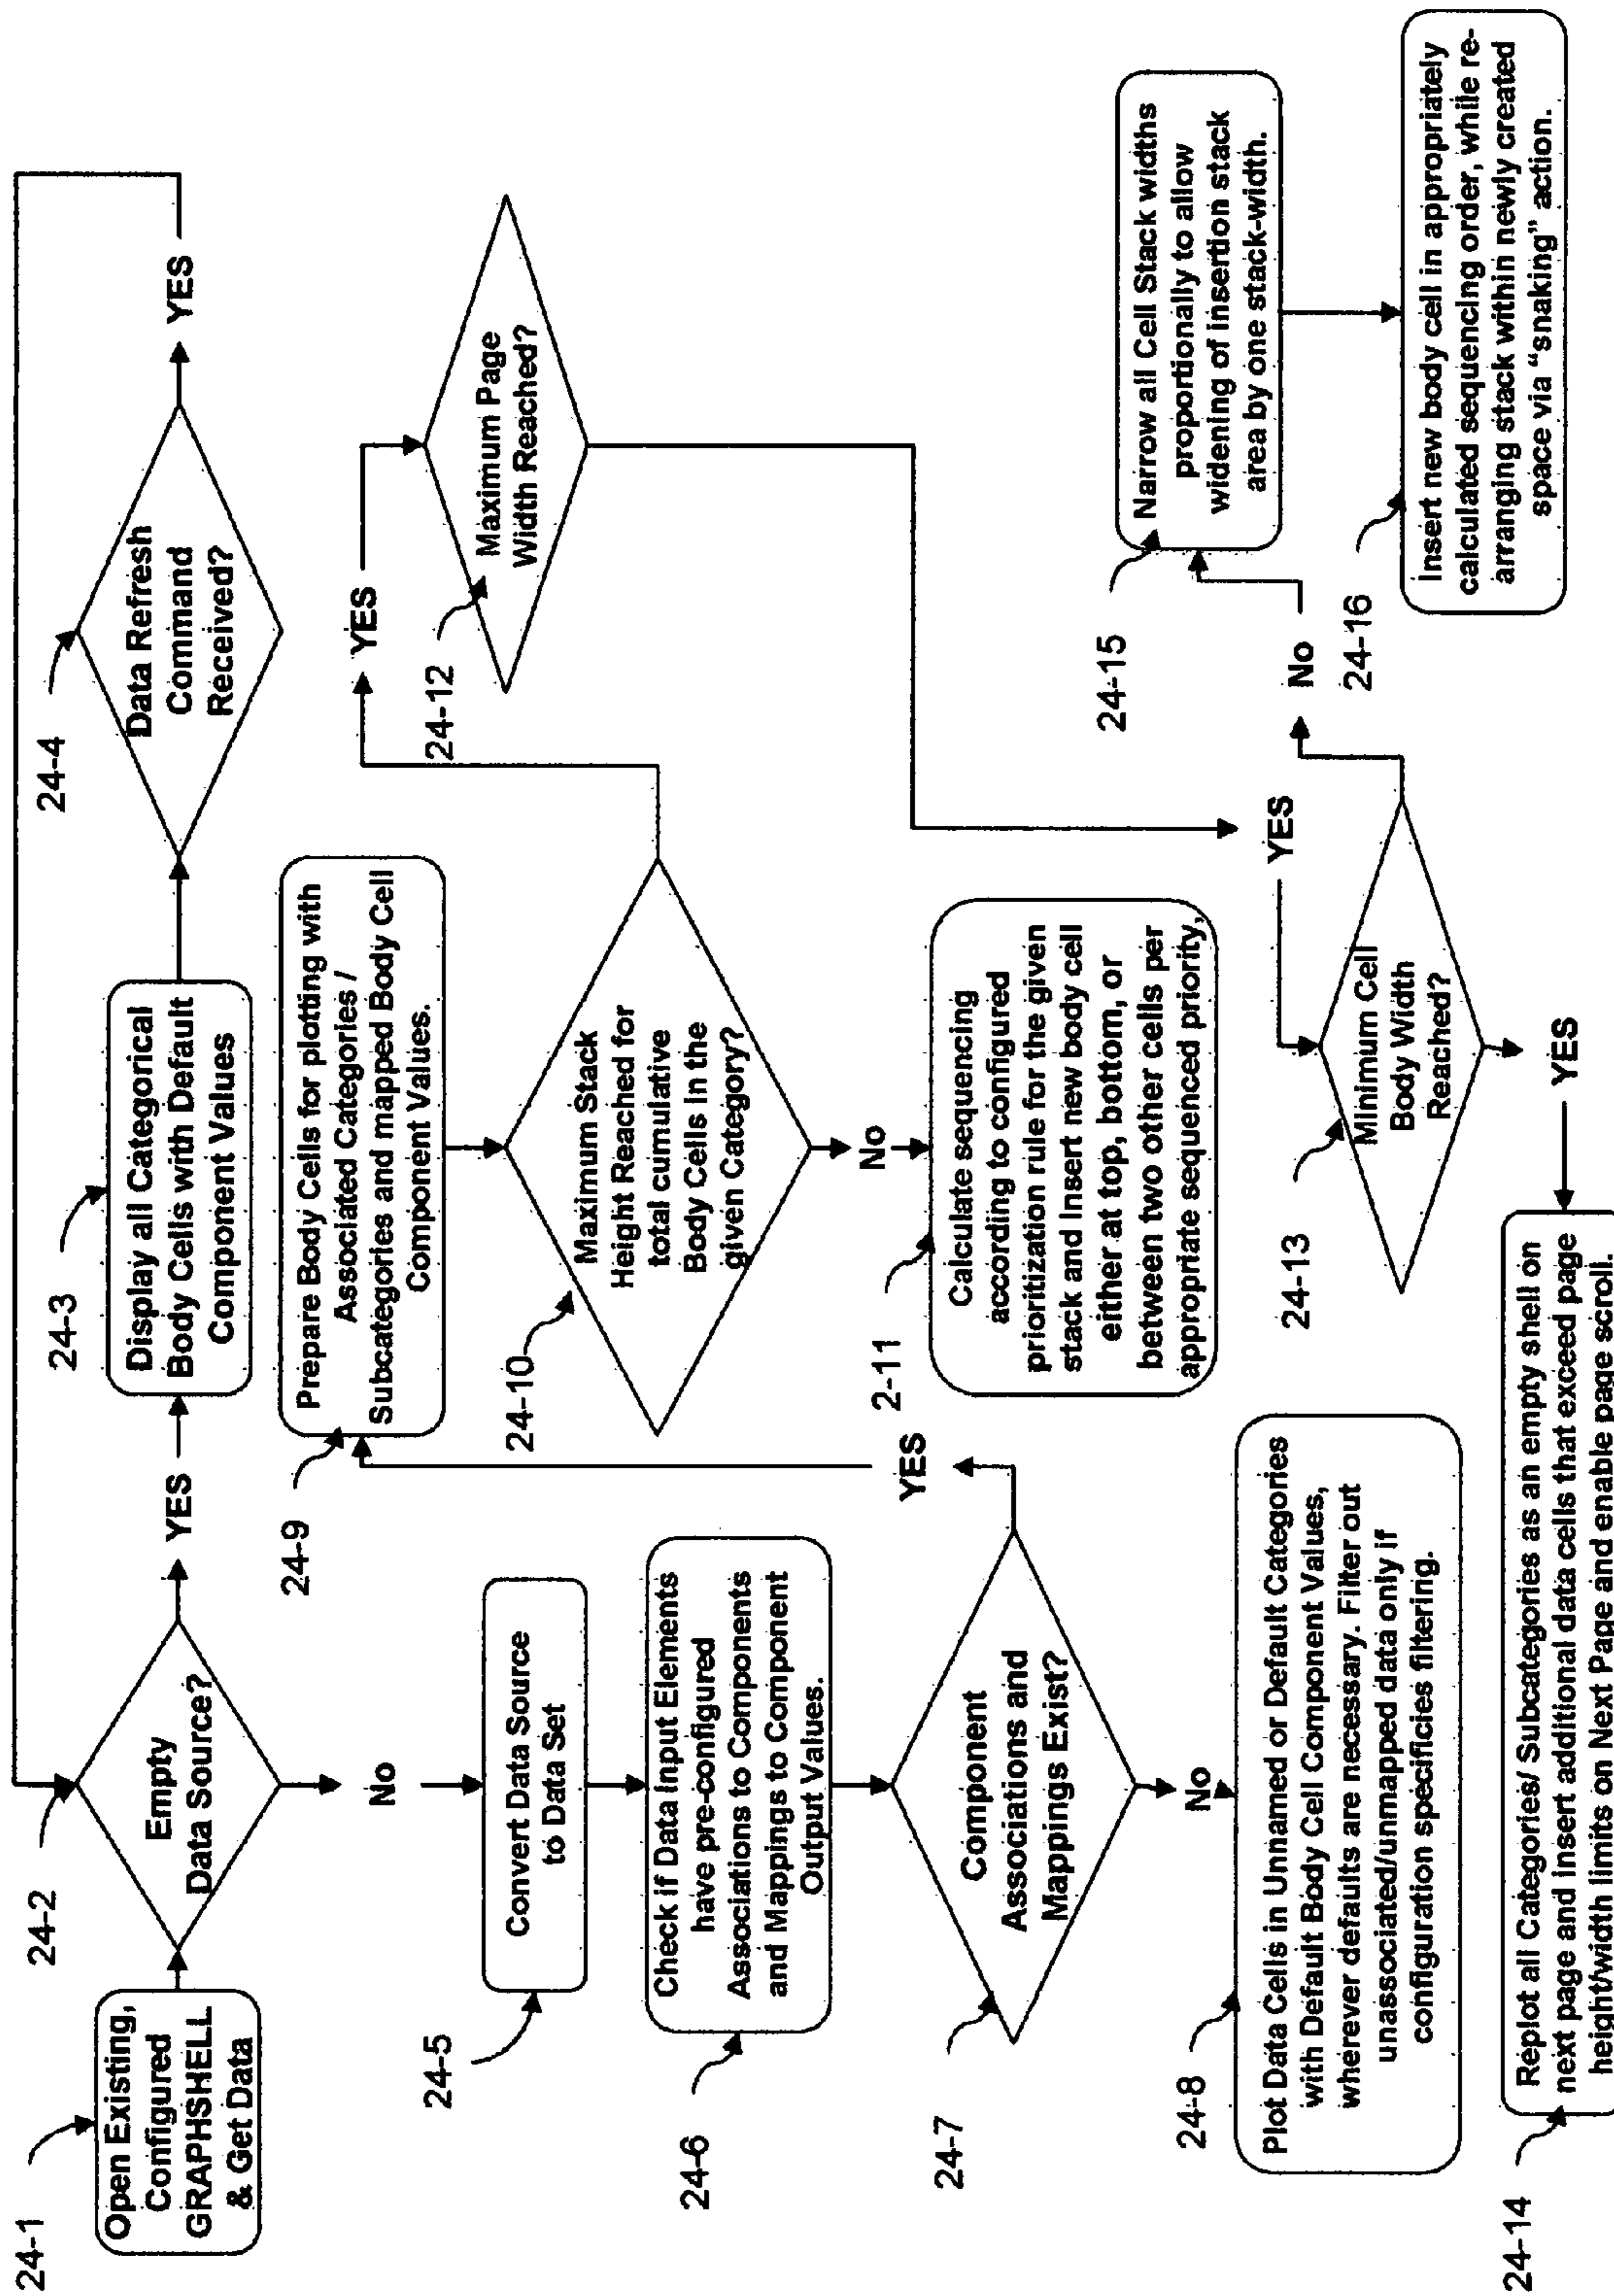 24-1
Open Existing,
Configured
GRAPHSHELL
& Get Data
24-2
Empty
Data Source?
YES
24-3
Display all Categorical
Body Cells with Default
Component Values
24-4
Data Refresh
Command
Received?
YES
No
24-5
Convert Data Source
to Data Set
24-6
Check if Data Input Elements
have pre-configured
Associations to Components
and Mappings to Component
Output Values.
24-7
Component
Associations and
Mappings Exist?
YES
No
24-8
Plot Data Cells in Unnamed or Default Categories
with Default Body Cell Component Values,
wherever defaults are necessary. Filter out
unassociated/unmapped data only if
configuration specificies filtering.
24-9
Prepare Body Cells for plotting with
Associated Categories /
Subcategories and mapped Body Cell
Component Values.
24-10
Maximum Stack
Height Reached for
total cumulative
Body Cells in the
given Category?
YES
No
2-11
Calculate sequencing
according to configured
prioritization rule for the given
stack and Insert new body cell
either at top, bottom, or
between two other cells per
appropriate sequenced priority,
24-12
Maximum Page
Width Reached?
YES
24-13
Minimum Cell
Body Width
Reached?
YES
No
24-14
Replot all Categories/ Subcategories as an empty shell on
next page and insert additional data cells that exceed page
height/width limits on Next Page and enable page scroll.
24-15
Narrow all Cell Stack widths
proportionally to allow
widening of insertion stack
area by one stack-width.
24-16
Insert new body cell in appropriately
calculated sequencing order, while re-
arranging stack within newly created
space via “snaking” action.